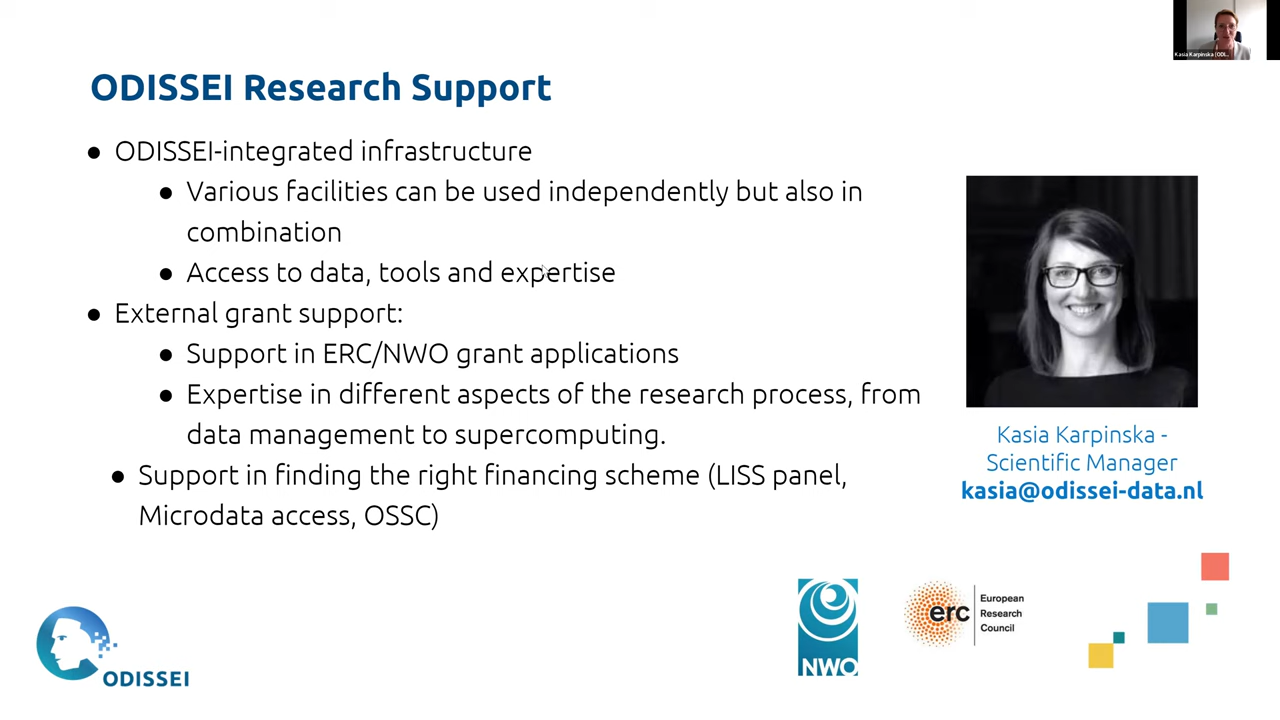 Kasia Karpinska (ODI...
ODISSEI Research Support
● ODISSEI-integrated infrastructure
● Various facilities can be used independently but also in
combination
● Access to data, tools and expertise
● External grant support:
● Support in ERC/NWO grant applications
● Expertise in different aspects of the research process, from
data management to supercomputing.
● Support in finding the right financing scheme (LISS panel,
Microdata access, OSSC)
Kasia Karpinska -
Scientific Manager
kasia@odissei-data.nl
NWO
erc
European
Research
Council
ODISSEI